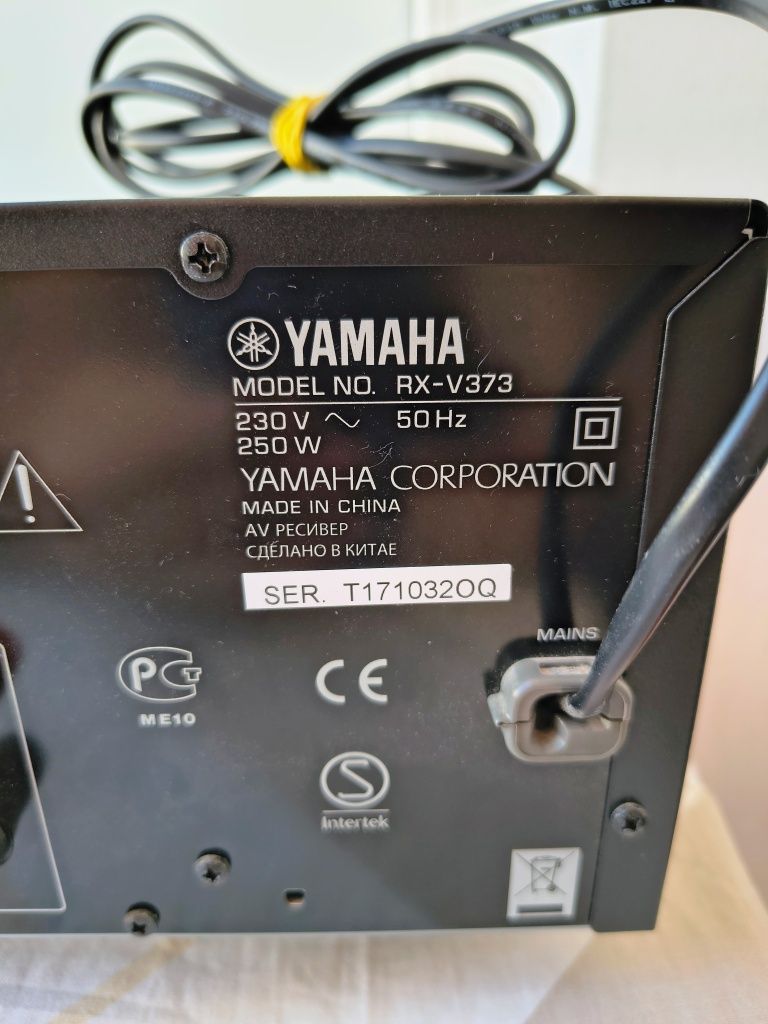 YAMAHA
MODEL NO. RX-V373
230 V ~ 50 Hz
250 W
YAMAHA CORPORATION
MADE IN CHINA
AV РЕСИВЕР
СДЕЛАНО В КИТАЕ
SER. T171032OQ
MAINS
РСТ
ME10
CE
S
Intertek